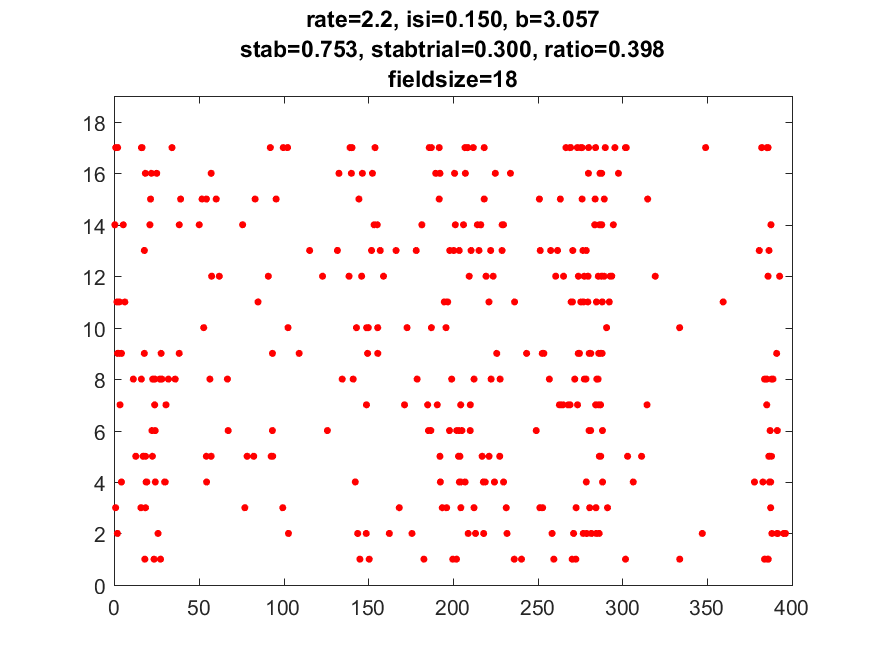 rate=2.2, isi=0.150, b=3.057
stab=0.753, stabtrial=0.300, ratio=0.398
fieldsize=18
18
16
14
12
10
8
6
4
2
0
0 50 100 150 200 250 300 350 400